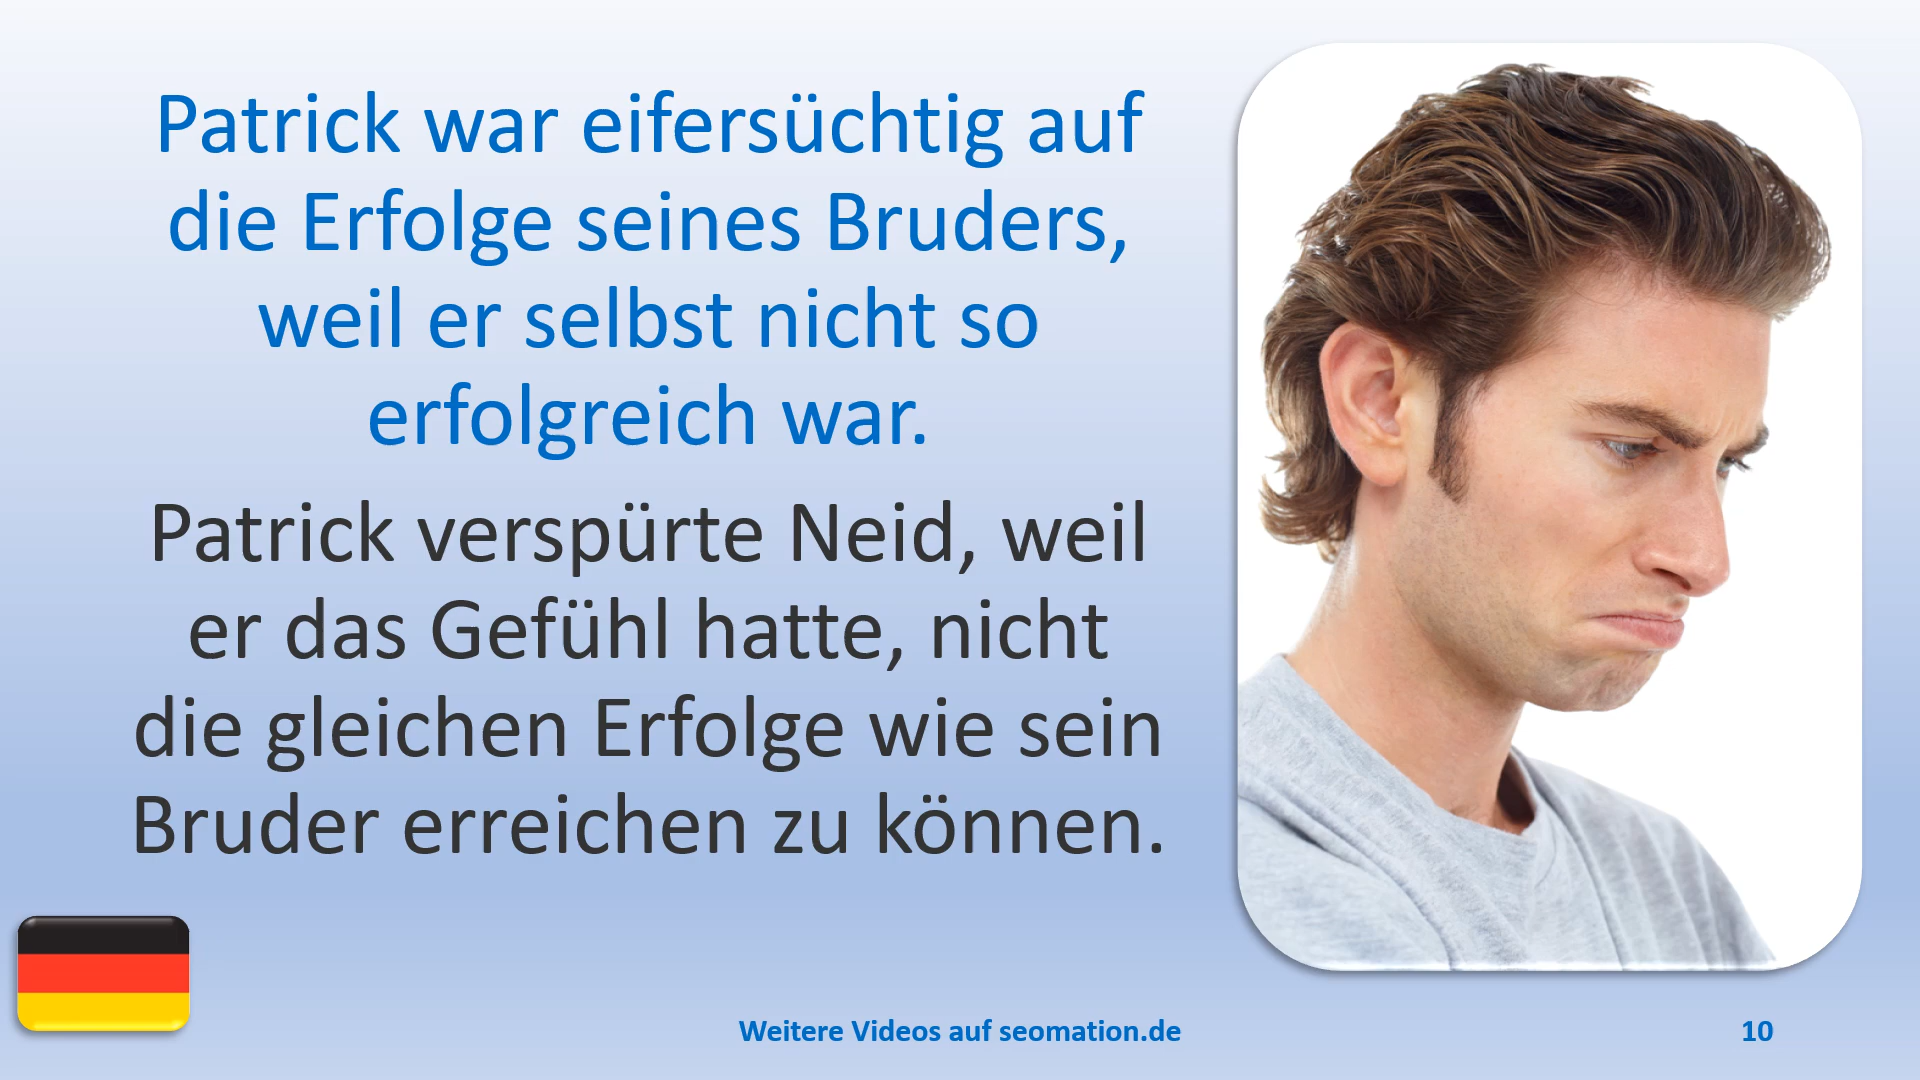 Patrick war eifersüchtig auf
die Erfolge seines Bruders,
weil er selbst nicht so
erfolgreich war.
Patrick verspürte Neid, weil
er das Gefühl hatte, nicht
die gleichen Erfolge wie sein
Bruder erreichen zu können.
Weitere Videos auf seomation.de
10